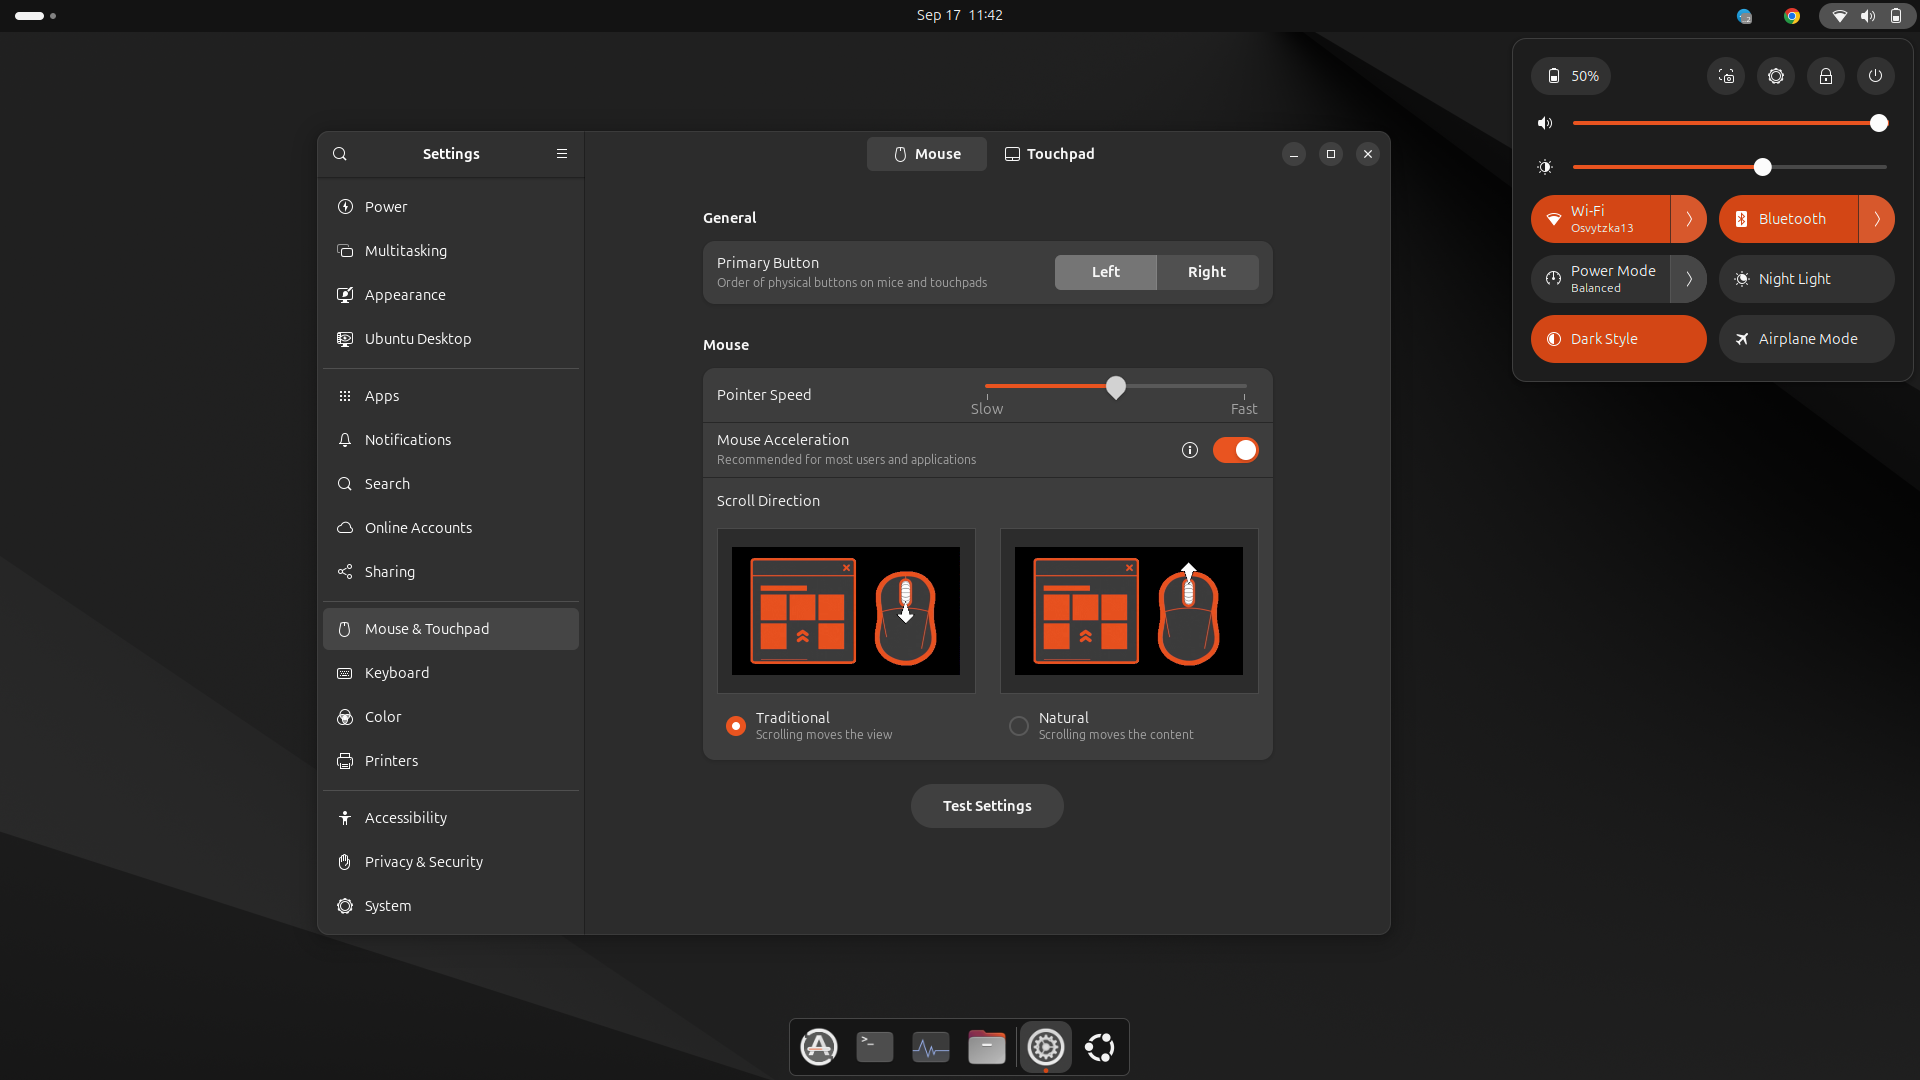 Sep 17 11:42
50%
Wi-Fi
Osvytzka13
Bluetooth
Power Mode
Balanced
Night Light
Dark Style
Airplane Mode
Settings
Mouse
Touchpad
Power
Multitasking
Appearance
Ubuntu Desktop
Apps
Notifications
Search
Online Accounts
Sharing
Mouse & Touchpad
Keyboard
Color
Printers
Accessibility
Privacy & Security
System
General
Primary Button
Order of physical buttons on mice and touchpads
Left
Right
Mouse
Pointer Speed
Slow
Fast
Mouse Acceleration
Recommended for most users and applications
Scroll Direction
Traditional
Scrolling moves the view
Natural
Scrolling moves the content
Test Settings